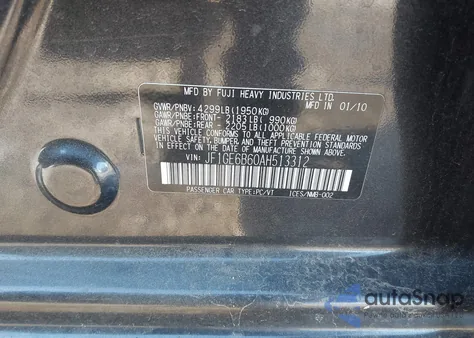 MFD BY FUJI HEAVY INDUSTRIES LTD. IN 01/10
GVWR/PNBV: 4299LB(1950KG)
GAWR/PNBE:FRONT- 2183LB( 990KG)
GAWR/PNBE:REAR - 2205LB(1000KG)
THIS VEHICLE CONFORMS TO ALL APPLICABLE FEDERAL MOTOR
VEHICLE SAFETY, BUMPER, AND THEFT PREVENTION STANDARDS
IN EFFECT ON THE DATE OF MANUFACTURE SHOWN ABOVE.
VIN: JF1GE6B60AH513312
PASSENGER CAR TYPE:PC/VT ICES/NMB-002
autoSnap